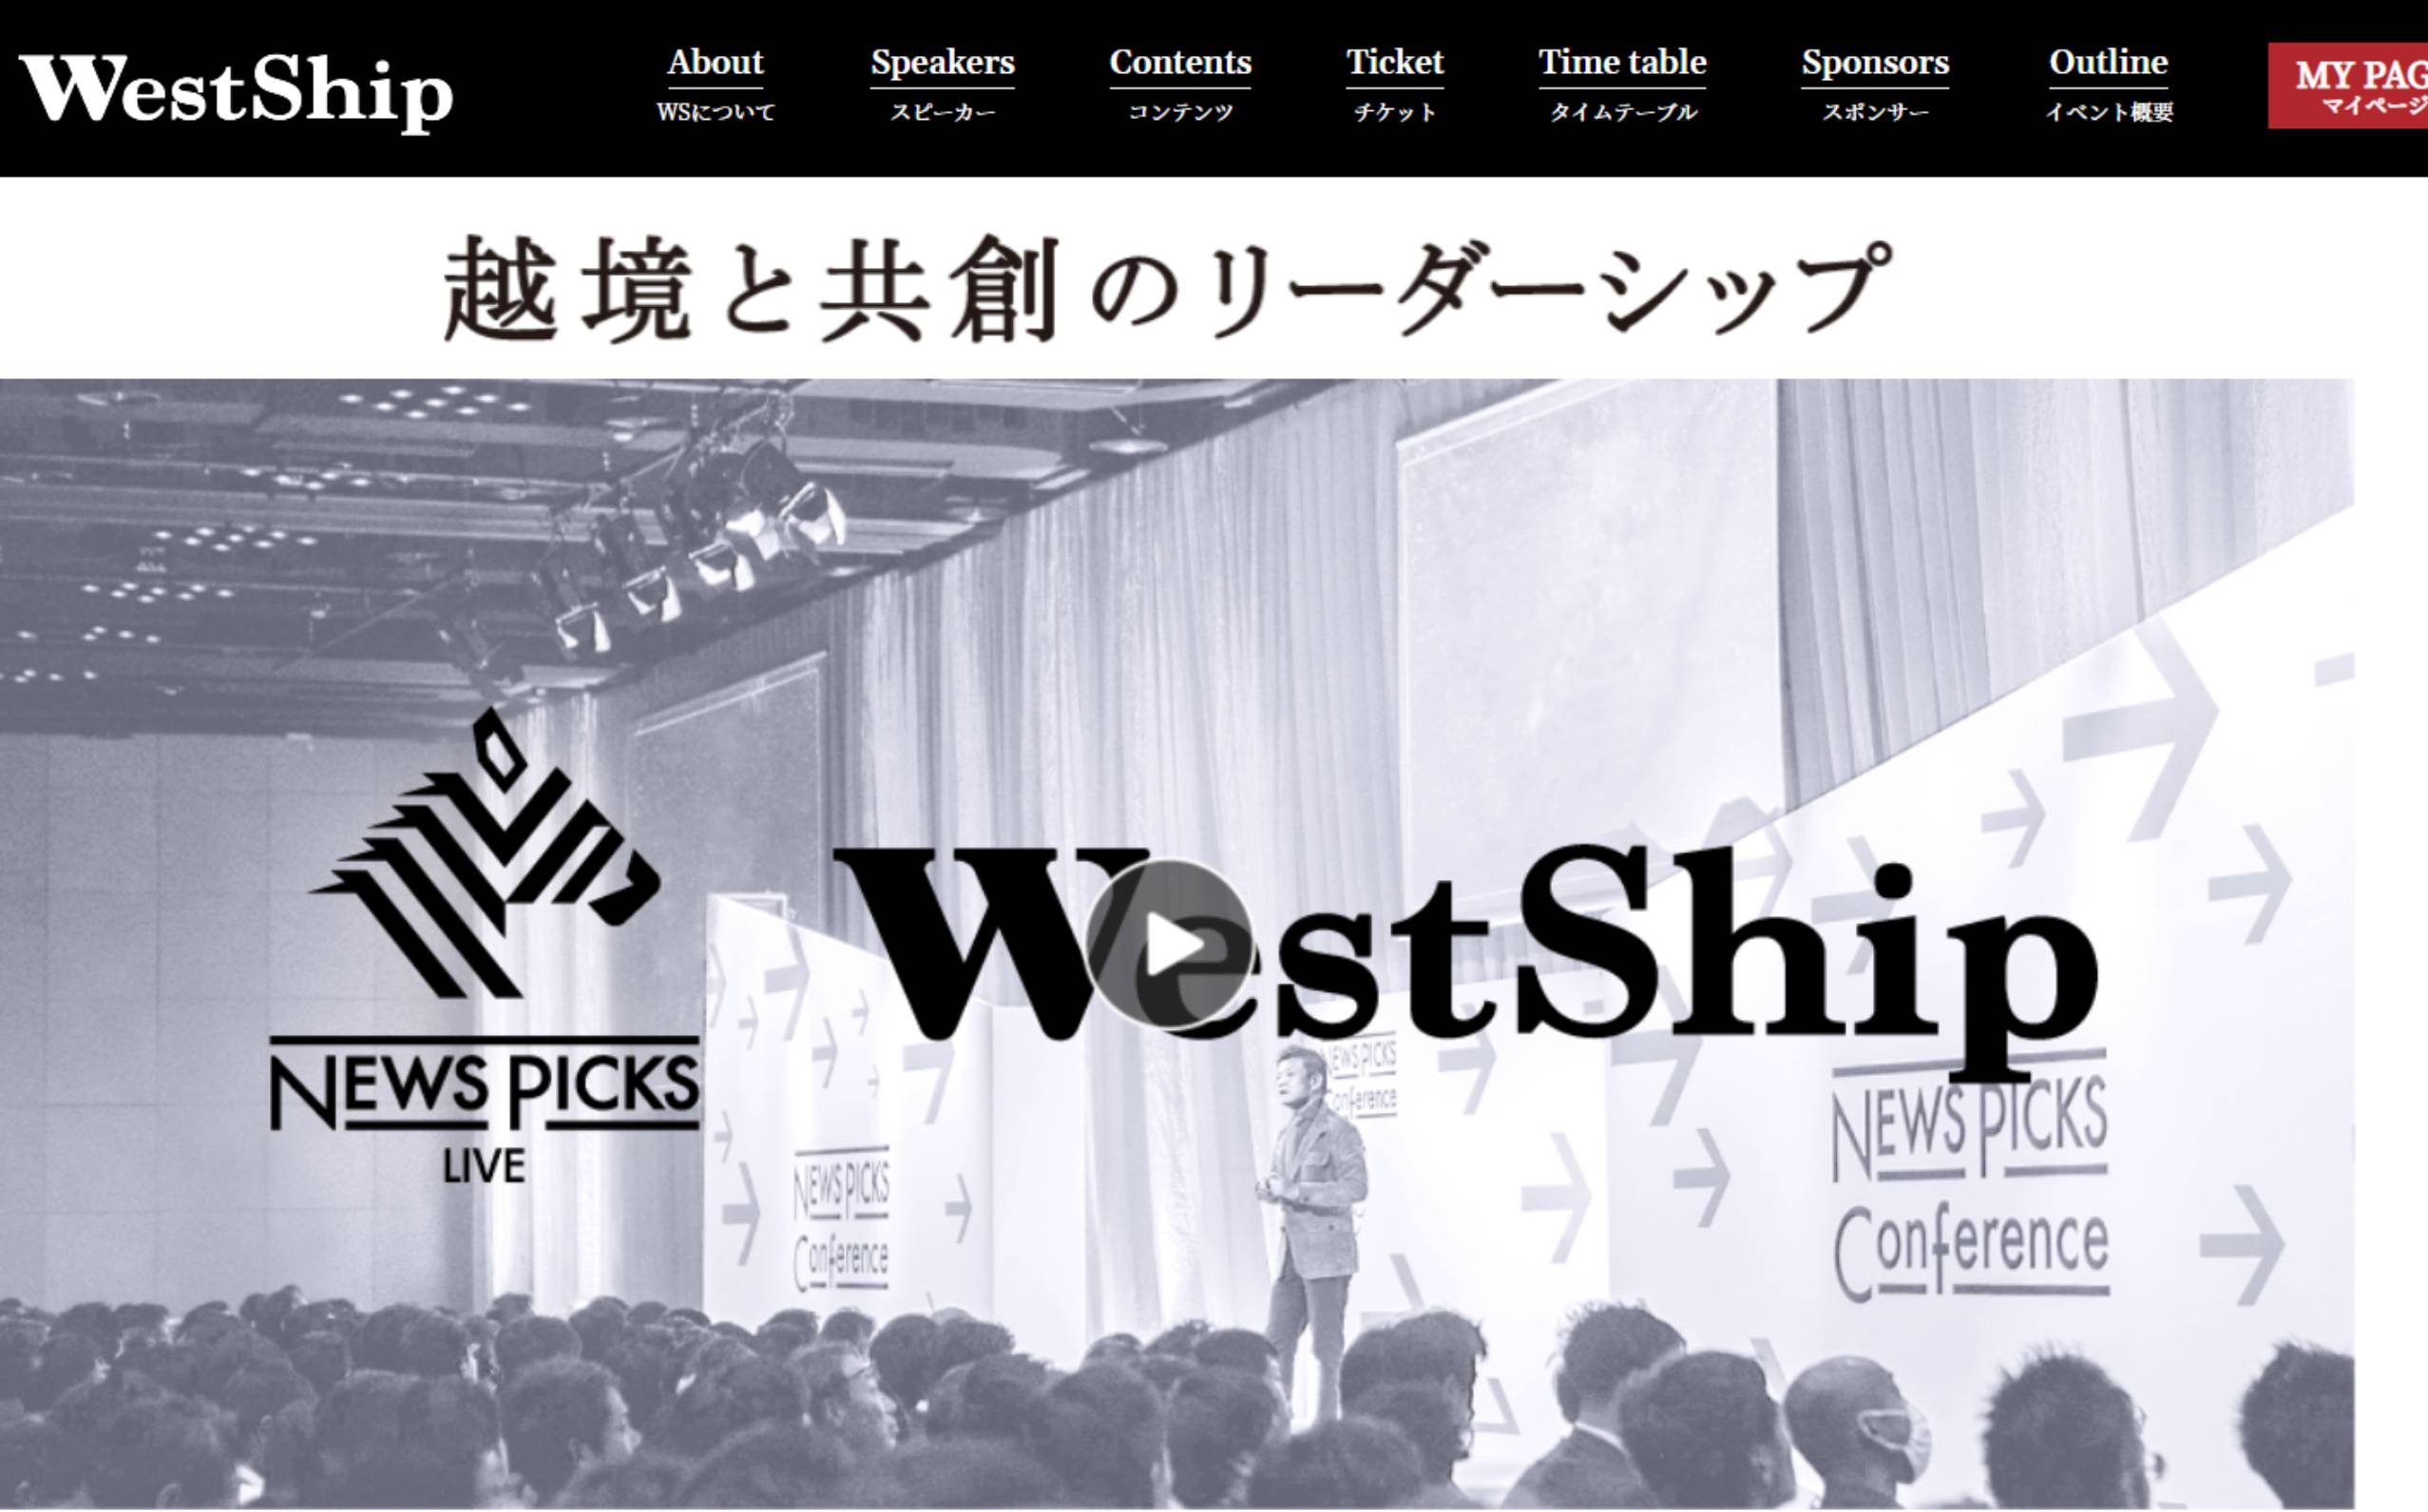 WestShip
About
WSについて
Speakers
スピーカー
Contents
コンテンツ
Ticket
チケット
Time table
タイムテーブル
Sponsors
スポンサー
Outline
イベント概要
MY PAG
マイページ
越境と共創のリーダーシップ
NEWS PICKS
LIVE
WestShip
NEWS PICKS
Conference
NEWS PICKS
Conference
NEWS PICKS
Conference